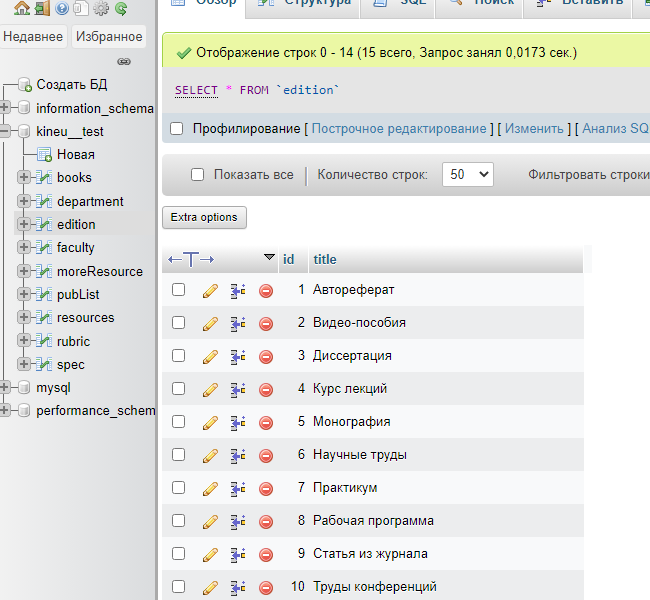 Обзор Структура SQL Поиск Вставить
Недавнее Избранное
Создать БД
information_schema
kineu__test
Новая
books
department
edition
faculty
moreResource
pubList
resources
rubric
spec
mysql
performance_schem
Отображение строк 0 - 14 (15 всего, Запрос занял 0,0173 сек.)
SELECT * FROM `edition`
Профилирование [ Построчное редактирование ] [ Изменить ] [ Анализ SQ
Показать все Количество строк: 50 Фильтровать строки
Extra options
id title
1 Автореферат
2 Видео-пособия
3 Диссертация
4 Курс лекций
5 Монография
6 Научные труды
7 Практикум
8 Рабочая программа
9 Статья из журнала
10 Труды конференций